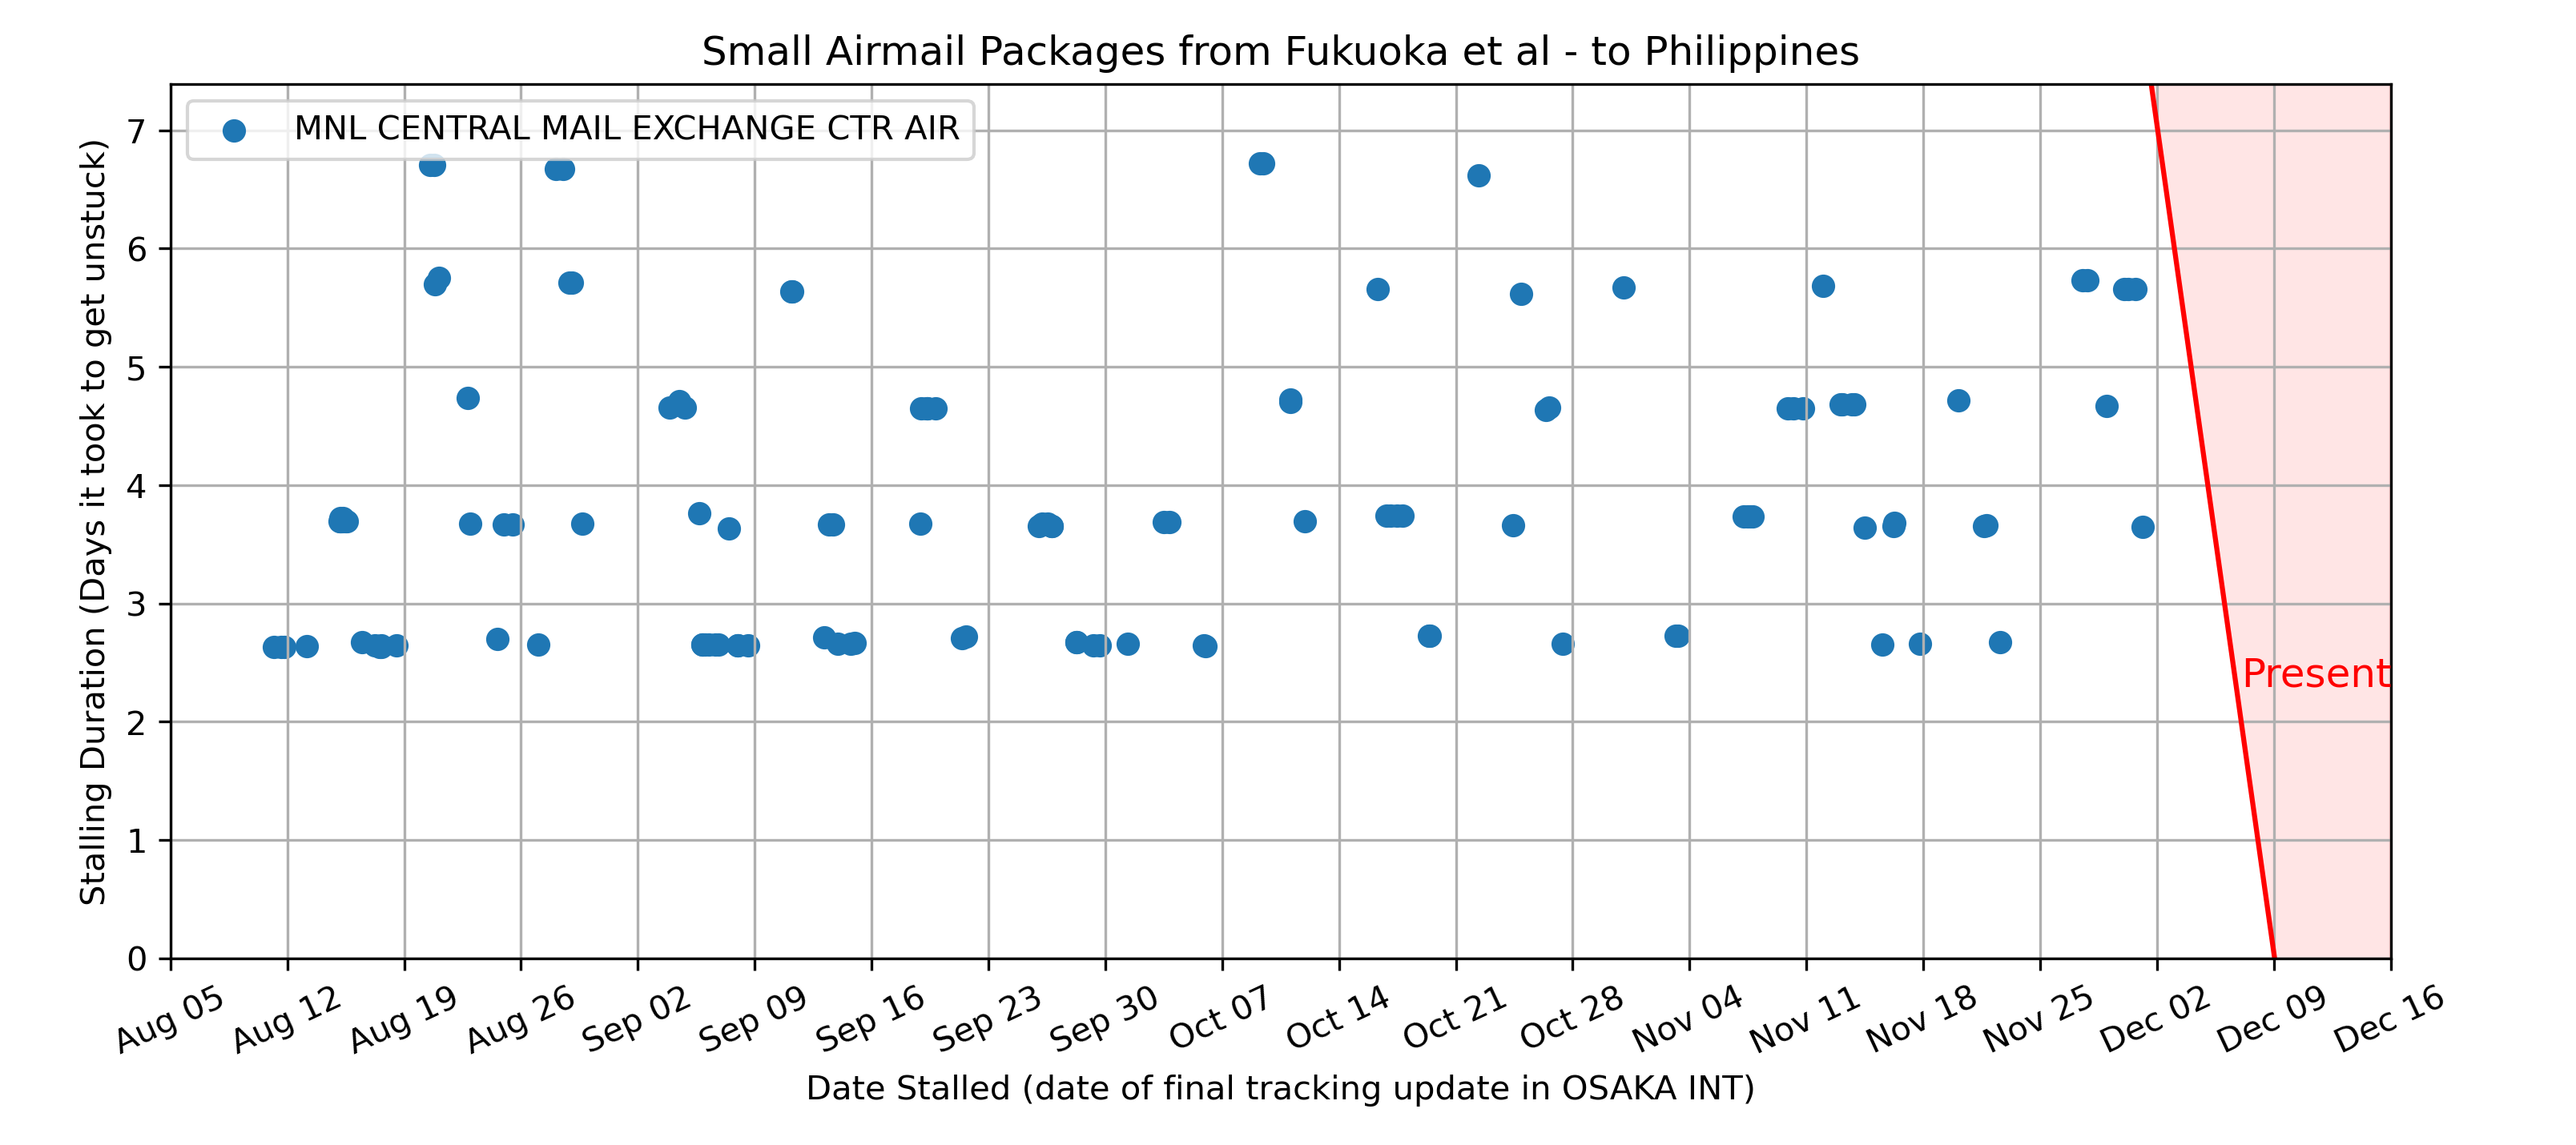 Small Airmail Packages from Fukuoka et al - to Philippines
MNL CENTRAL MAIL EXCHANGE CTR AIR
Stalling Duration (Days it took to get unstuck)
7
6
5
4
3
2
1
0
Present
Aug 05
Aug 12
Aug 19
Aug 26
Sep 02
Sep 09
Sep 16
Sep 23
Sep 30
Oct 07
Oct 14
Oct 21
Oct 28
Nov 04
Nov 11
Nov 18
Nov 25
Dec 02
Dec 09
Dec 16
Date Stalled (date of final tracking update in OSAKA INT)